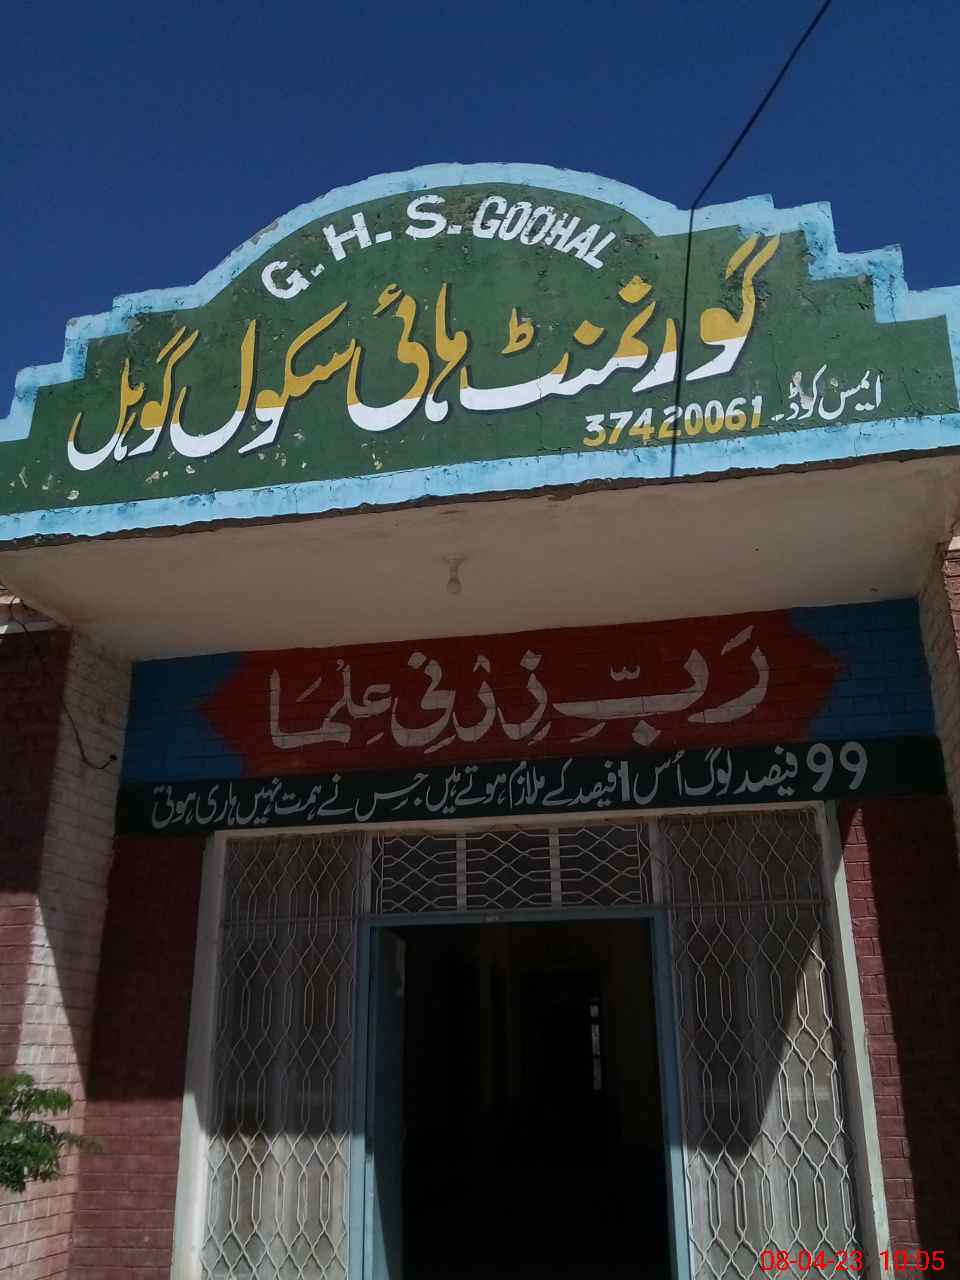 G.H.S. GOOHAL
گورنمنٹ ہائی سکول گوہل
ایمس کوڈ۔ 37420061
رَبِّ زِدْنِی عِلْمَا
99 فیصد لوگ اُس 1 فیصد کے ملازم ہوتے ہیں جِس نے ہمت نہیں ہاری ہوتی
08-04-23 10:05